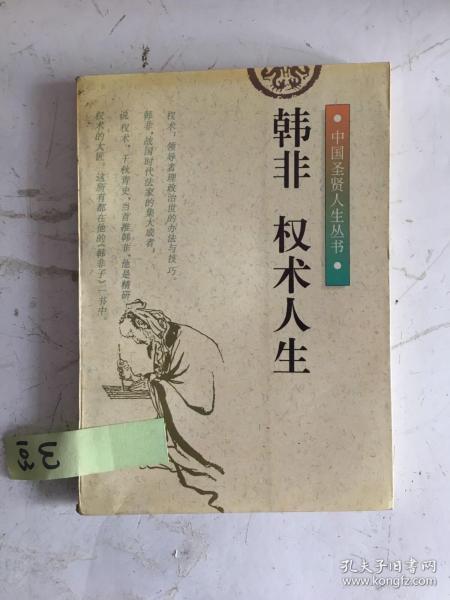 中国圣贤人生丛书
韩非 权术人生
权术，领导者理政治世的办法与技巧。
韩非，战国时代法家的集大成者，
说权术，千秋青史，当首推韩非，他是精研
权术的大匠。这所有都在他的《韩非子》一书中。
W
103
孔夫子旧书网
www.kongfz.com